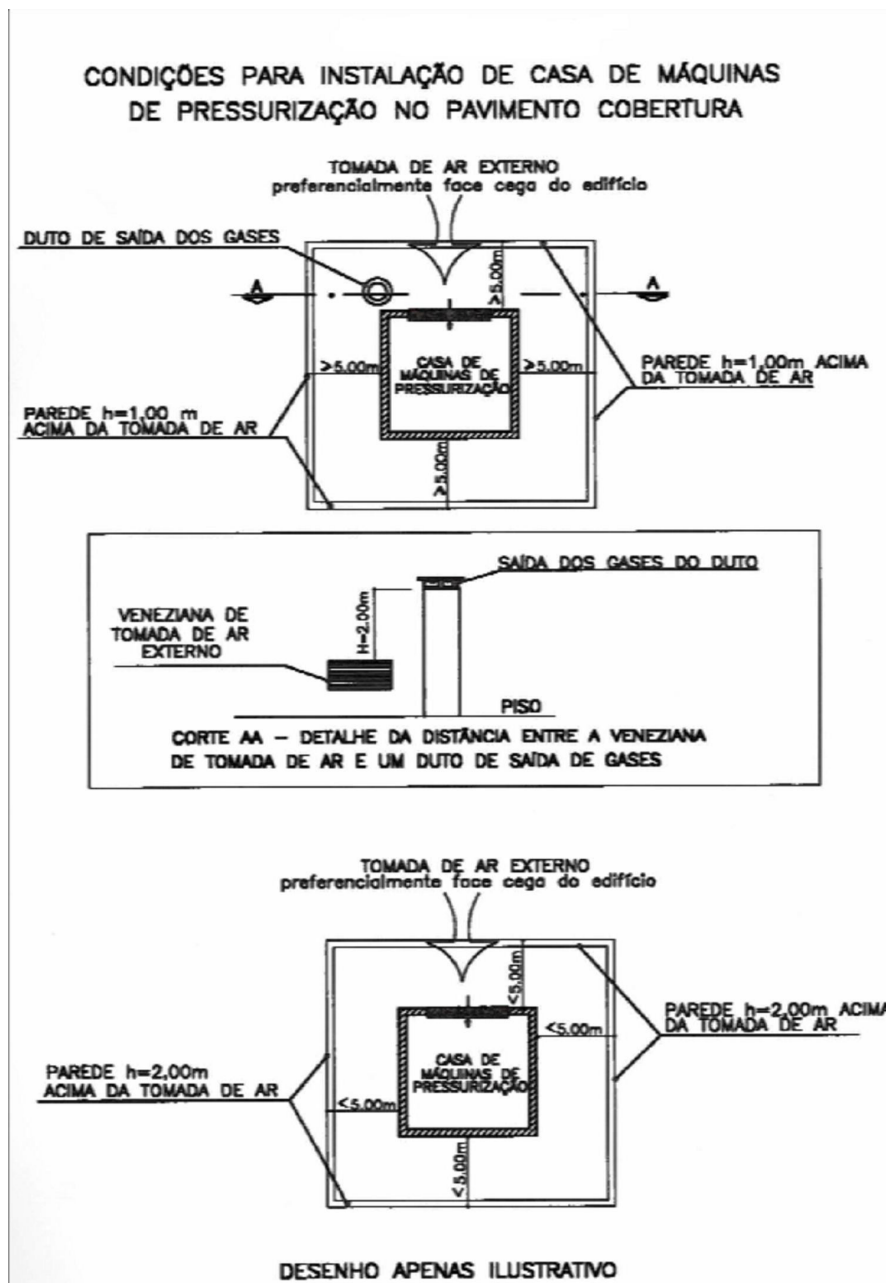 CONDIÇÕES PARA INSTALAÇÃO DE CASA DE MÁQUINAS
DE PRESSURIZAÇÃO NO PAVIMENTO COBERTURA
TOMADA DE AR EXTERNO
preferencialmente face cega do edifício
DUTO DE SAÍDA DOS GASES
A
A
>5.00m
CASA DE
MÁQUINAS DE
PRESSURIZAÇÃO
>5.00m
>5.00m
PAREDE h=1,00m ACIMA
DA TOMADA DE AR
PAREDE h=1,00 m
ACIMA DA TOMADA DE AR
>5.00m
SAÍDA DOS GASES DO DUTO
VENEZIANA DE
TOMADA DE AR
EXTERNO
H=2.00m
PISO
CORTE AA – DETALHE DA DISTÂNCIA ENTRE A VENEZIANA
DE TOMADA DE AR E UM DUTO DE SAÍDA DE GASES
TOMADA DE AR EXTERNO
preferencialmente face cega do edifício
<5.00m
<5.00m
PAREDE h=2,00m ACIMA
DA TOMADA DE AR
CASA DE
MÁQUINAS DE
PRESSURIZAÇÃO
PAREDE h=2,00m
ACIMA DA TOMADA DE AR
<5.00m
<5.00m
DESENHO APENAS ILUSTRATIVO